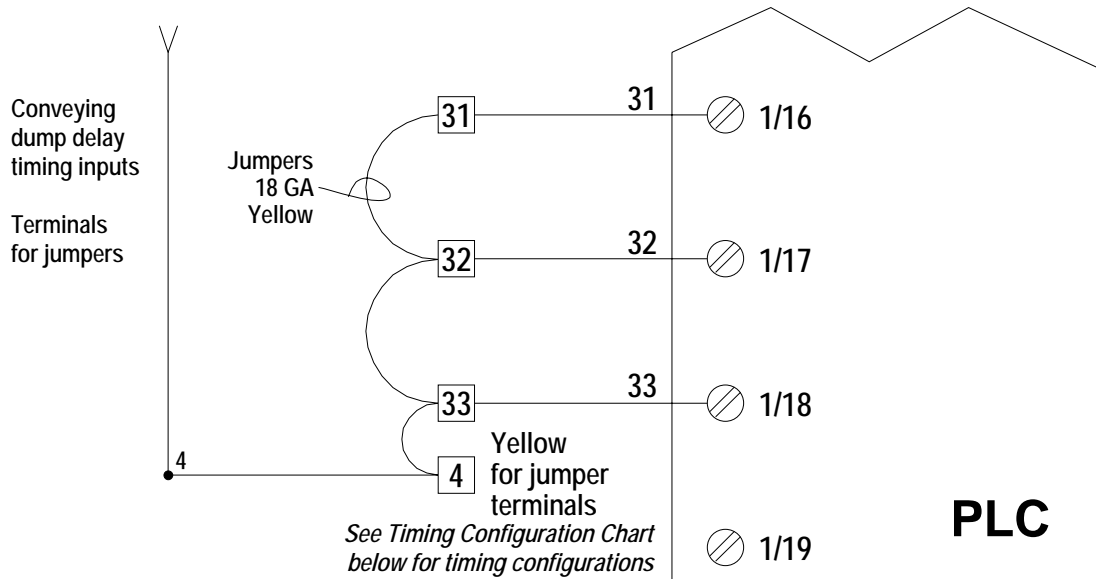 Conveying
dump delay
timing inputs
Terminals
for jumpers
Jumpers
18 GA
Yellow
31
31
1/16
32
32
1/17
33
33
1/18
4
4
Yellow
for jumper
terminals
See Timing Configuration Chart
below for timing configurations
1/19
PLC